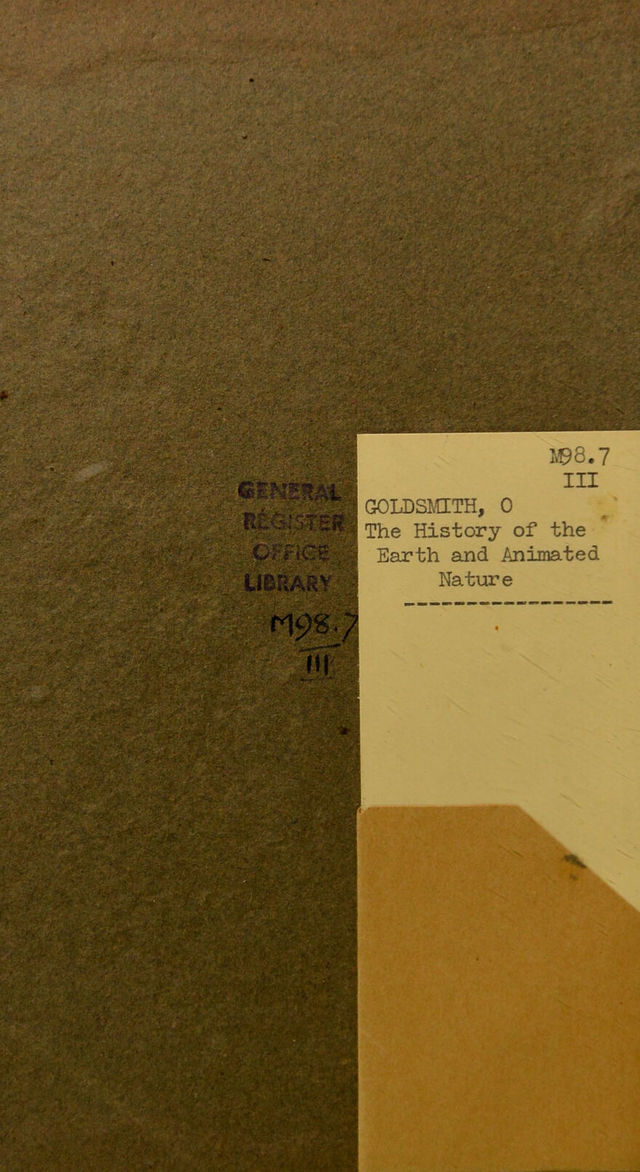 GENERAL
REGISTER
OFFICE
LIBRARY
M98.7
III
M98.7
III
GOLDSMITH, O
The History of the
Earth and Animated
Nature